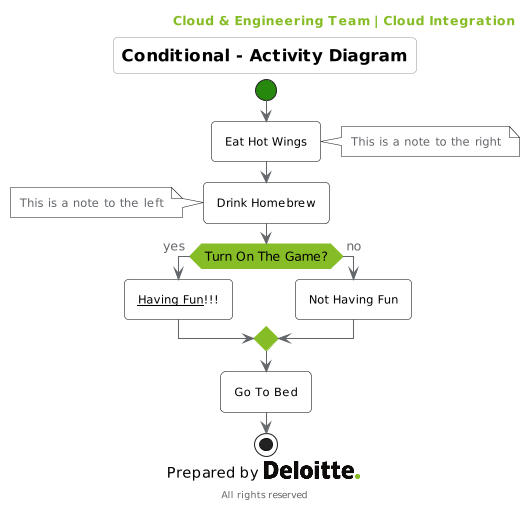 Cloud & Engineering Team | Cloud Integration
Conditional - Activity Diagram
Eat Hot Wings
This is a note to the right
This is a note to the left
Drink Homebrew
yes
Turn On The Game?
no
Having Fun!!!
Not Having Fun
Go To Bed
Prepared by Deloitte.
All rights reserved